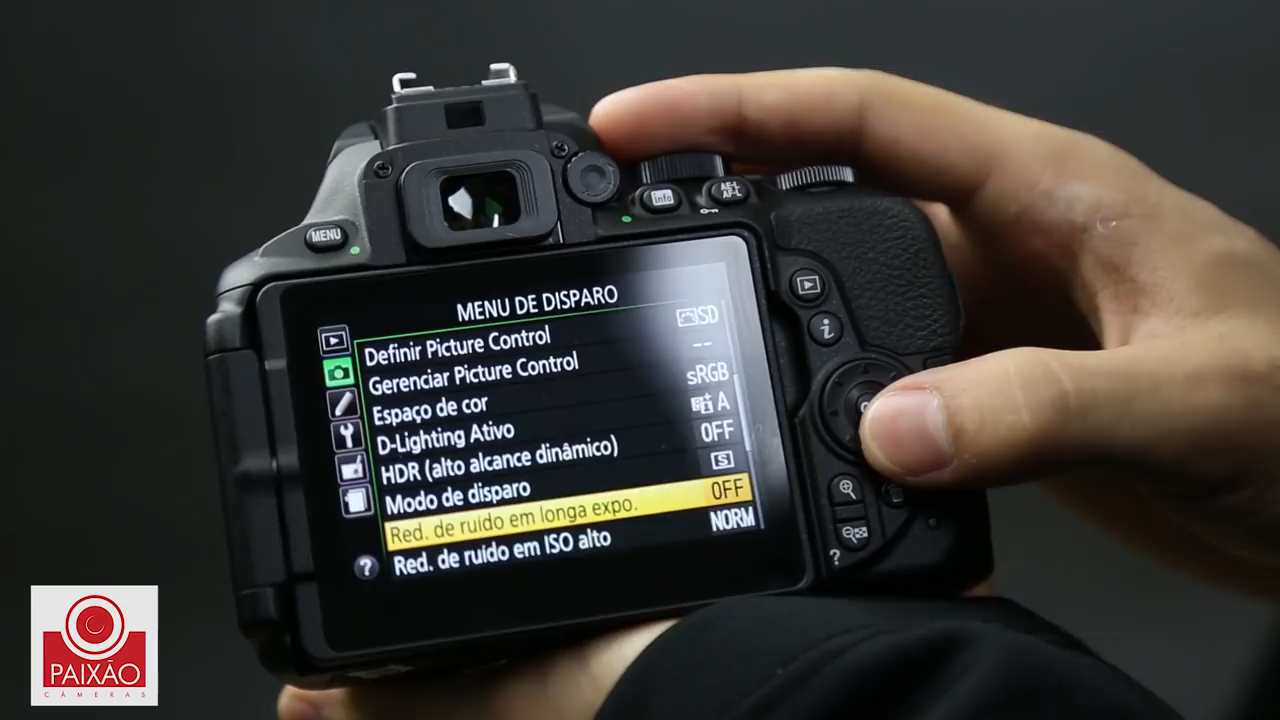 info
AE-L
AF-L
MENU
MENU DE DISPARO
Definir Picture Control
SD
Gerenciar Picture Control
--
Espaço de cor
sRGB
D-Lighting Ativo
A
HDR (alto alcance dinâmico)
OFF
Modo de disparo
S
Red. de ruído em longa expo.
OFF
Red. de ruído em ISO alto
NORM
?
i
?
PAIXÃO
CÂMERAS